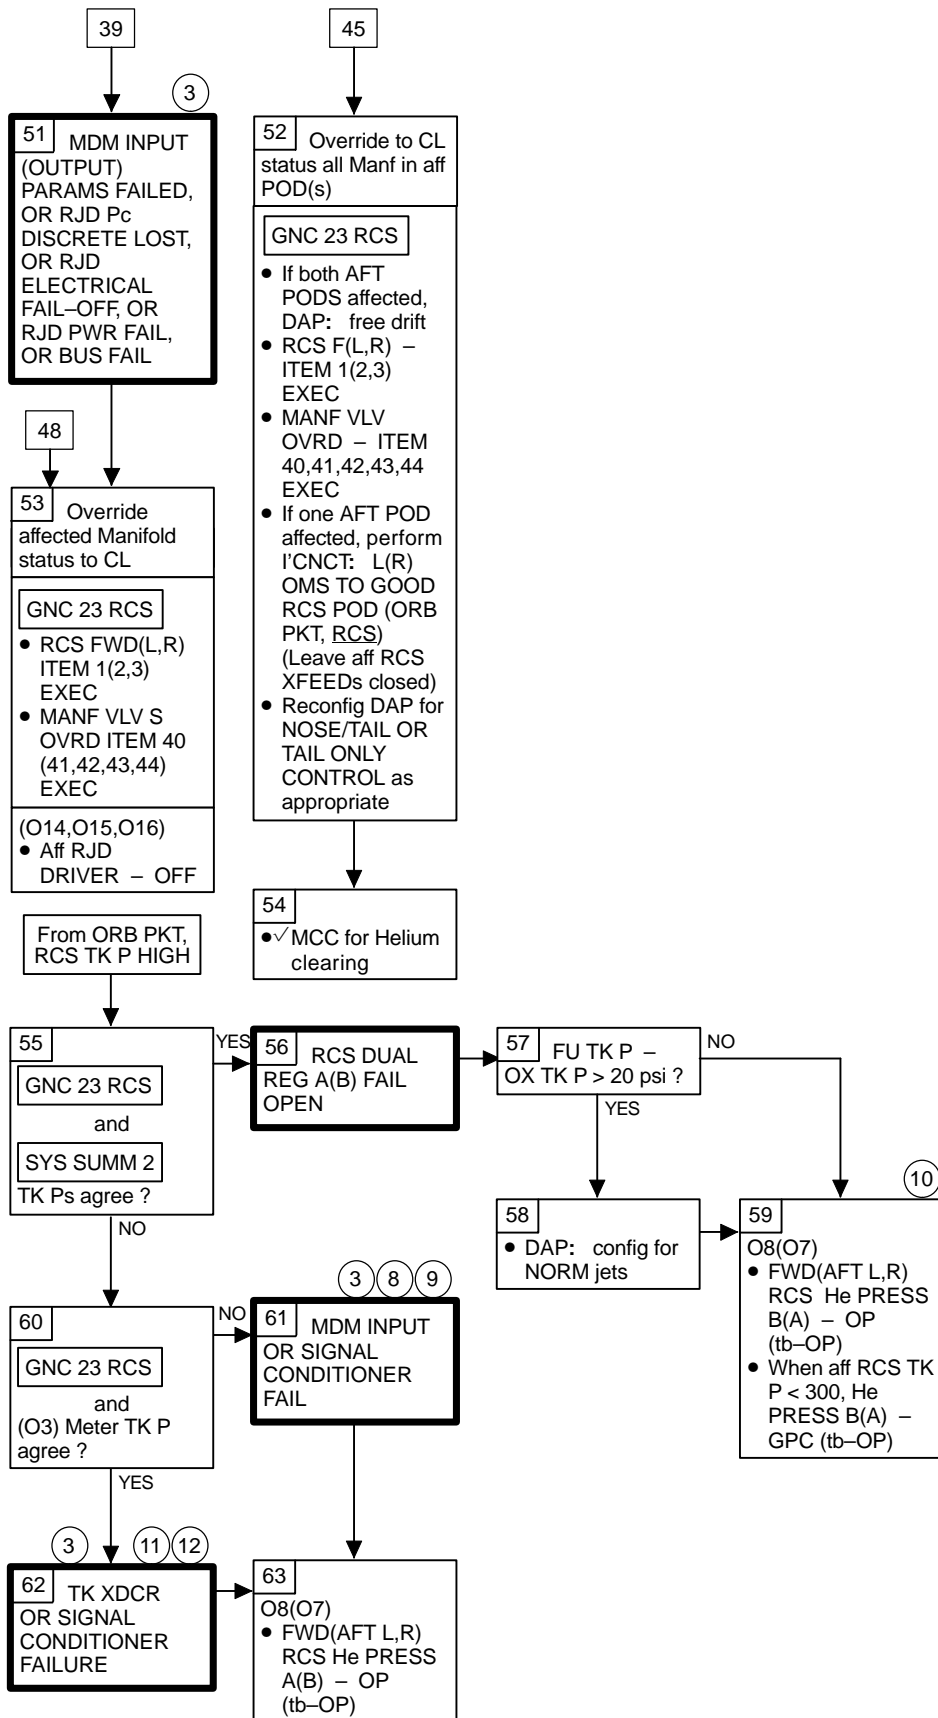 39
3
51
MDM INPUT
(OUTPUT)
PARAMS FAILED,
OR RJD Pc
DISCRETE LOST,
OR RJD
ELECTRICAL
FAIL–OFF, OR
RJD PWR FAIL,
OR BUS FAIL
48
53
Override
affected Manifold
status to CL
GNC 23 RCS
● RCS FWD(L,R)
ITEM 1(2,3)
EXEC
● MANF VLV S
OVRD ITEM 40
(41,42,43,44)
EXEC
(O14,O15,O16)
● Aff RJD
DRIVER – OFF
45
52
Override to CL
status all Manf in aff
POD(s)
GNC 23 RCS
● If both AFT
PODS affected,
DAP: free drift
● RCS F(L,R) –
ITEM 1(2,3)
EXEC
● MANF VLV
OVRD – ITEM
40,41,42,43,44
EXEC
● If one AFT POD
affected, perform
I'CNCT: L(R)
OMS TO GOOD
RCS POD (ORB
PKT, RCS)
(Leave aff RCS
XFEEDs closed)
● Reconfig DAP for
NOSE/TAIL OR
TAIL ONLY
CONTROL as
appropriate
54
●√MCC for Helium
clearing
From ORB PKT,
RCS TK P HIGH
55
GNC 23 RCS
and
SYS SUMM 2
TK Ps agree ?
YES
NO
56
RCS DUAL
REG A(B) FAIL
OPEN
57
FU TK P –
OX TK P > 20 psi ?
NO
YES
58
● DAP: config for
NORM jets
10
59
O8(O7)
● FWD(AFT L,R)
RCS He PRESS
B(A) – OP
(tb–OP)
● When aff RCS TK
P < 300, He
PRESS B(A) –
GPC (tb–OP)
60
GNC 23 RCS
and
(O3) Meter TK P
agree ?
NO
YES
3 8 9
61
MDM INPUT
OR SIGNAL
CONDITIONER
FAIL
3 11 12
62
TK XDCR
OR SIGNAL
CONDITIONER
FAILURE
63
O8(O7)
● FWD(AFT L,R)
RCS He PRESS
A(B) – OP
(tb–OP)